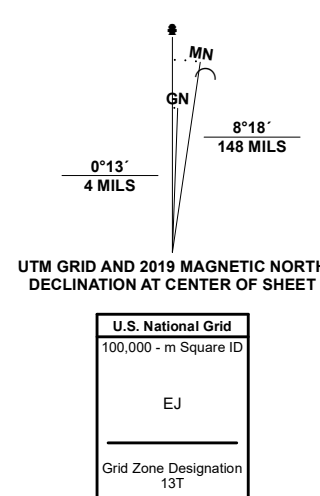 MN
GN
8°18´
148 MILS
0°13´
4 MILS
UTM GRID AND 2019 MAGNETIC NORTH
DECLINATION AT CENTER OF SHEET
U.S. National Grid
100,000 - m Square ID
EJ
Grid Zone Designation
13T